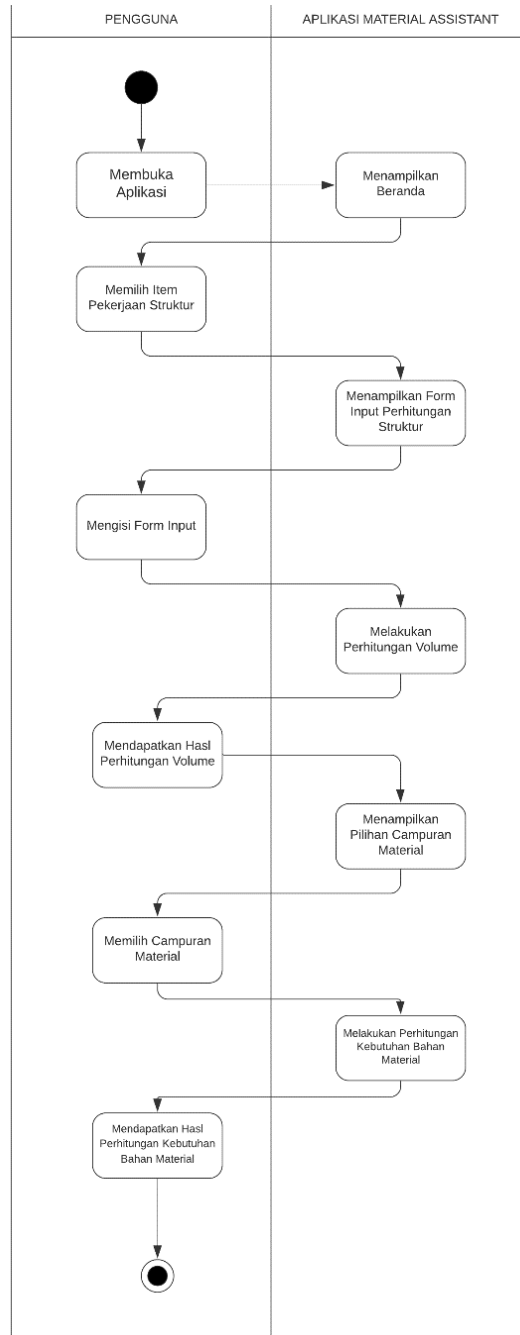 PENGGUNA
APLIKASI MATERIAL ASSISTANT
Membuka
Aplikasi
Menampilkan
Beranda
Memilih Item
Pekerjaan Struktur
Menampilkan Form
Input Perhitungan
Struktur
Mengisi Form Input
Melakukan
Perhitungan Volume
Mendapatkan Hasl
Perhitungan Volume
Menampilkan
Pilihan Campuran
Material
Memilih Campuran
Material
Melakukan Perhitungan
Kebutuhan Bahan
Material
Mendapatkan Hasl
Perhitungan Kebutuhan
Bahan Material